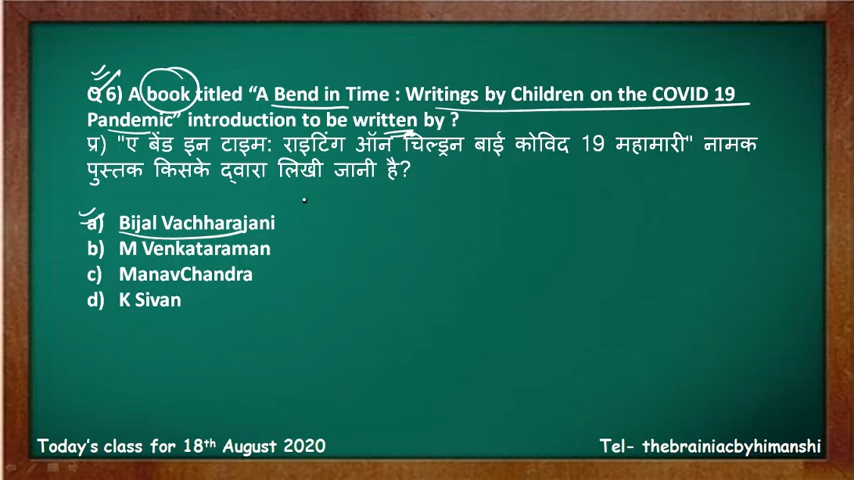 Q 6) A book titled “A Bend in Time : Writings by Children on the COVID 19
Pandemic” introduction to be written by ?
प्र) "ए बेंड इन टाइम: राइटिंग ऑन चिल्ड्रन बाई कोविद 19 महामारी" नामक
पुस्तक किसके द्वारा लिखी जानी है?
a) Bijal Vachharajani
b) M Venkataraman
c) ManavChandra
d) K Sivan
Today's class for 18th August 2020
Tel- thebrainiacbyhimanshi